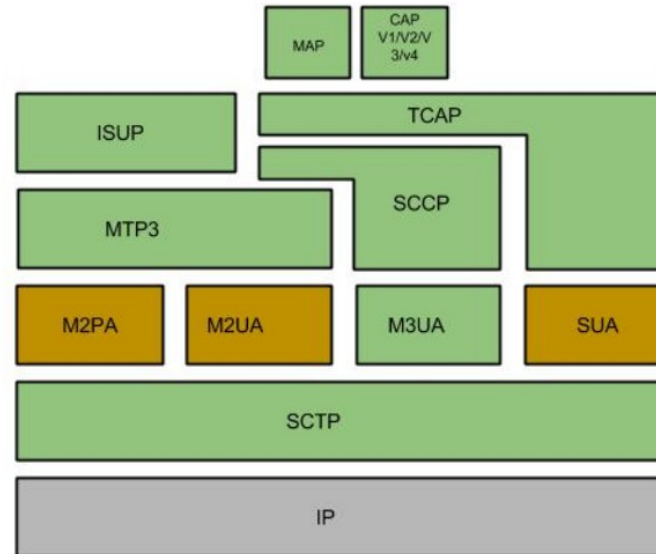 MAP
CAP
V1/V2/V
3/v4
ISUP
TCAP
SCCP
MTP3
M2PA
M2UA
M3UA
SUA
SCTP
IP